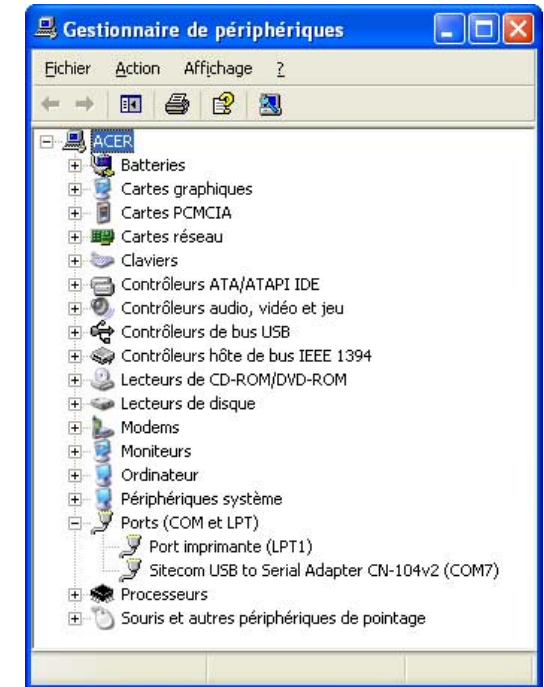 Gestionnaire de périphériques
Fichier Action Affichage ?
ACER
Batteries
Cartes graphiques
Cartes PCMCIA
Cartes réseau
Claviers
Contrôleurs ATA/ATAPI IDE
Contrôleurs audio, vidéo et jeu
Contrôleurs de bus USB
Contrôleurs hôte de bus IEEE 1394
Lecteurs de CD-ROM/DVD-ROM
Lecteurs de disque
Modems
Moniteurs
Ordinateur
Périphériques système
Ports (COM et LPT)
Port imprimante (LPT1)
Sitecom USB to Serial Adapter CN-104v2 (COM7)
Processeurs
Souris et autres périphériques de pointage